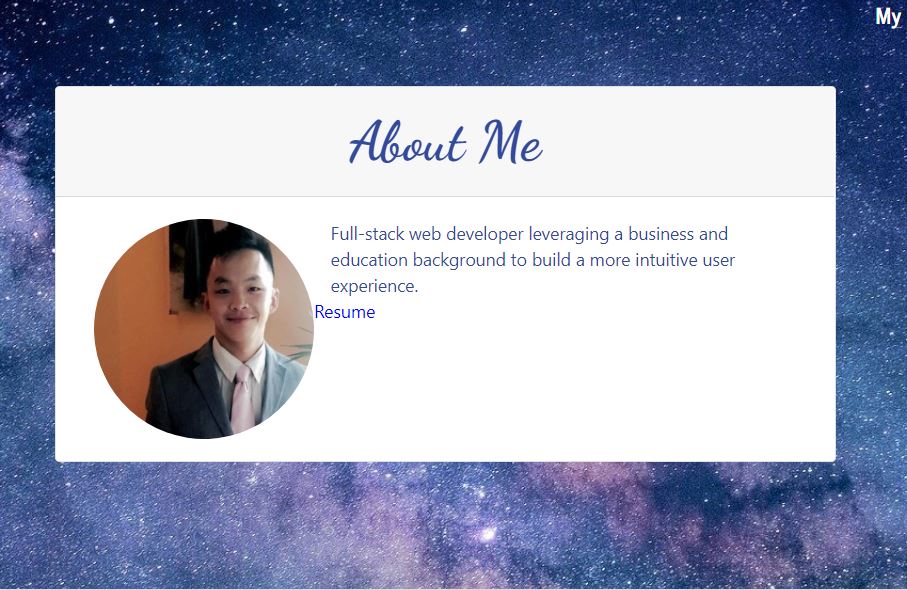 My
About Me
Full-stack web developer leveraging a business and
education background to build a more intuitive user
experience.
Resume